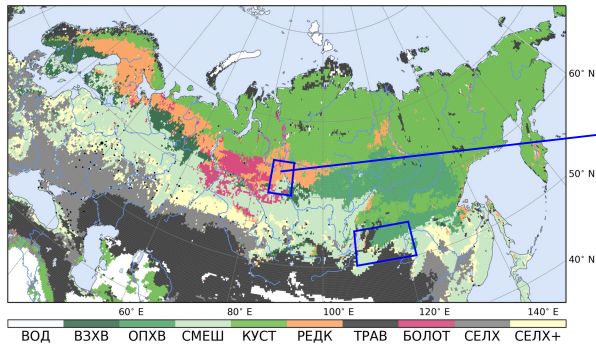 60° N
50° N
40° N
60° E 80° E 100° E 120° E 140° E
ВОД ВЗХВ ОПХВ СМЕШ КУСТ РЕДК ТРАВ БОЛОТ СЕЛХ СЕЛХ+